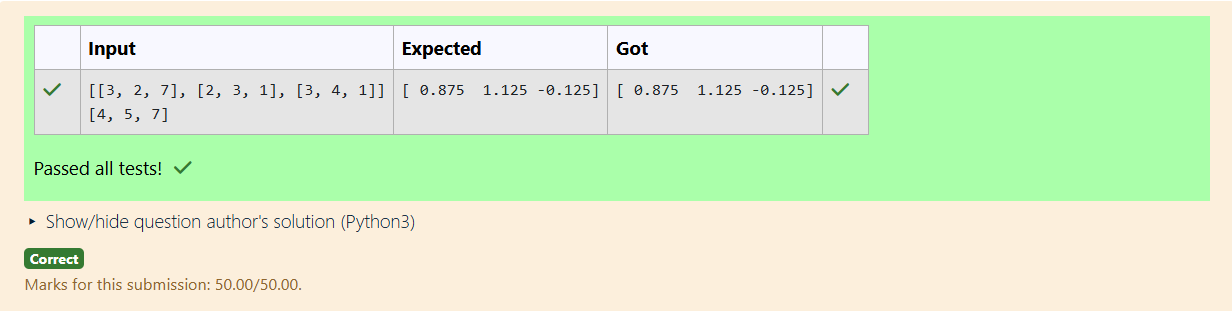 Input Expected Got
[[3, 2, 7], [2, 3, 1], [3, 4, 1]] [ 0.875  1.125 -0.125] [ 0.875  1.125 -0.125]
[4, 5, 7]
Passed all tests!
Show/hide question author's solution (Python3)
Correct
Marks for this submission: 50.00/50.00.